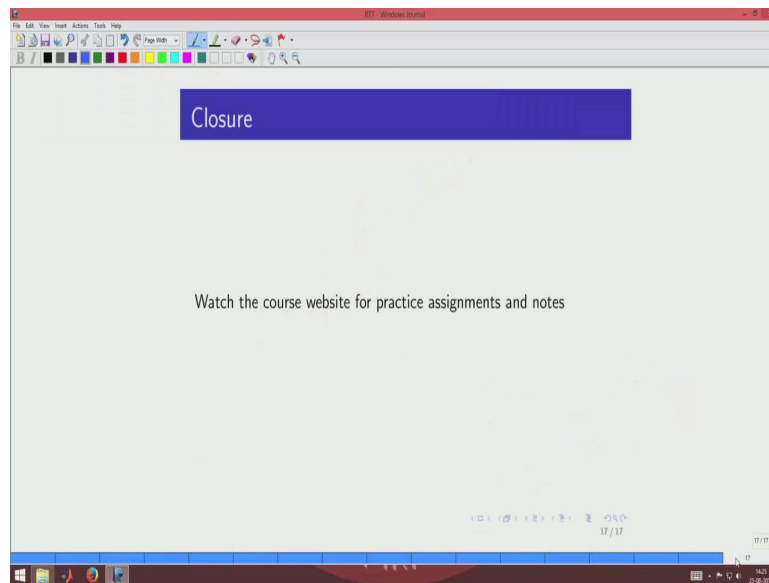 RTT - Windows Journal
File Edit View Insert Actions Tools Help
Page Width
B I
Closure
Watch the course website for practice assignments and notes
17 / 17
17 / 17
17
14:25